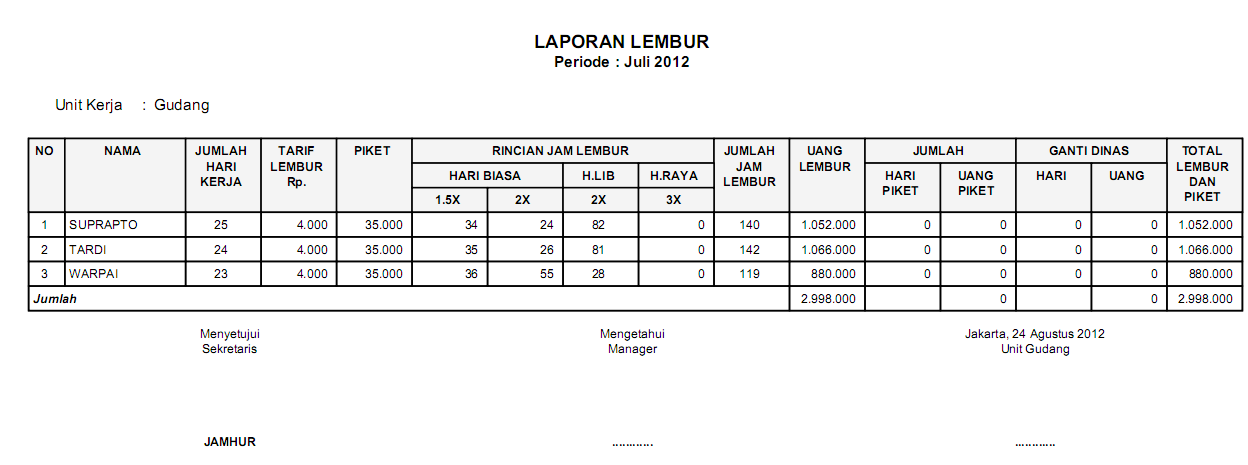 LAPORAN LEMBUR
Periode : Juli 2012
Unit Kerja : Gudang
NO NAMA JUMLAH HARI KERJA TARIF LEMBUR Rp. PIKET RINCIAN JAM LEMBUR JUMLAH JAM LEMBUR UANG LEMBUR JUMLAH GANTI DINAS TOTAL LEMBUR DAN PIKET
HARI BIASA H.LIB H.RAYA HARI PIKET UANG PIKET HARI UANG
1.5X 2X 2X 3X
1 SUPRAPTO 25 4.000 35.000 34 24 82 0 140 1.052.000 0 0 0 0 1.052.000
2 TARDI 24 4.000 35.000 35 26 81 0 142 1.066.000 0 0 0 0 1.066.000
3 WARPAI 23 4.000 35.000 36 55 28 0 119 880.000 0 0 0 0 880.000
Jumlah 2.998.000 0 0 2.998.000
Menyetujui Mengetahui Jakarta, 24 Agustus 2012
Sekretaris Manager Unit Gudang
JAMHUR ............ ............